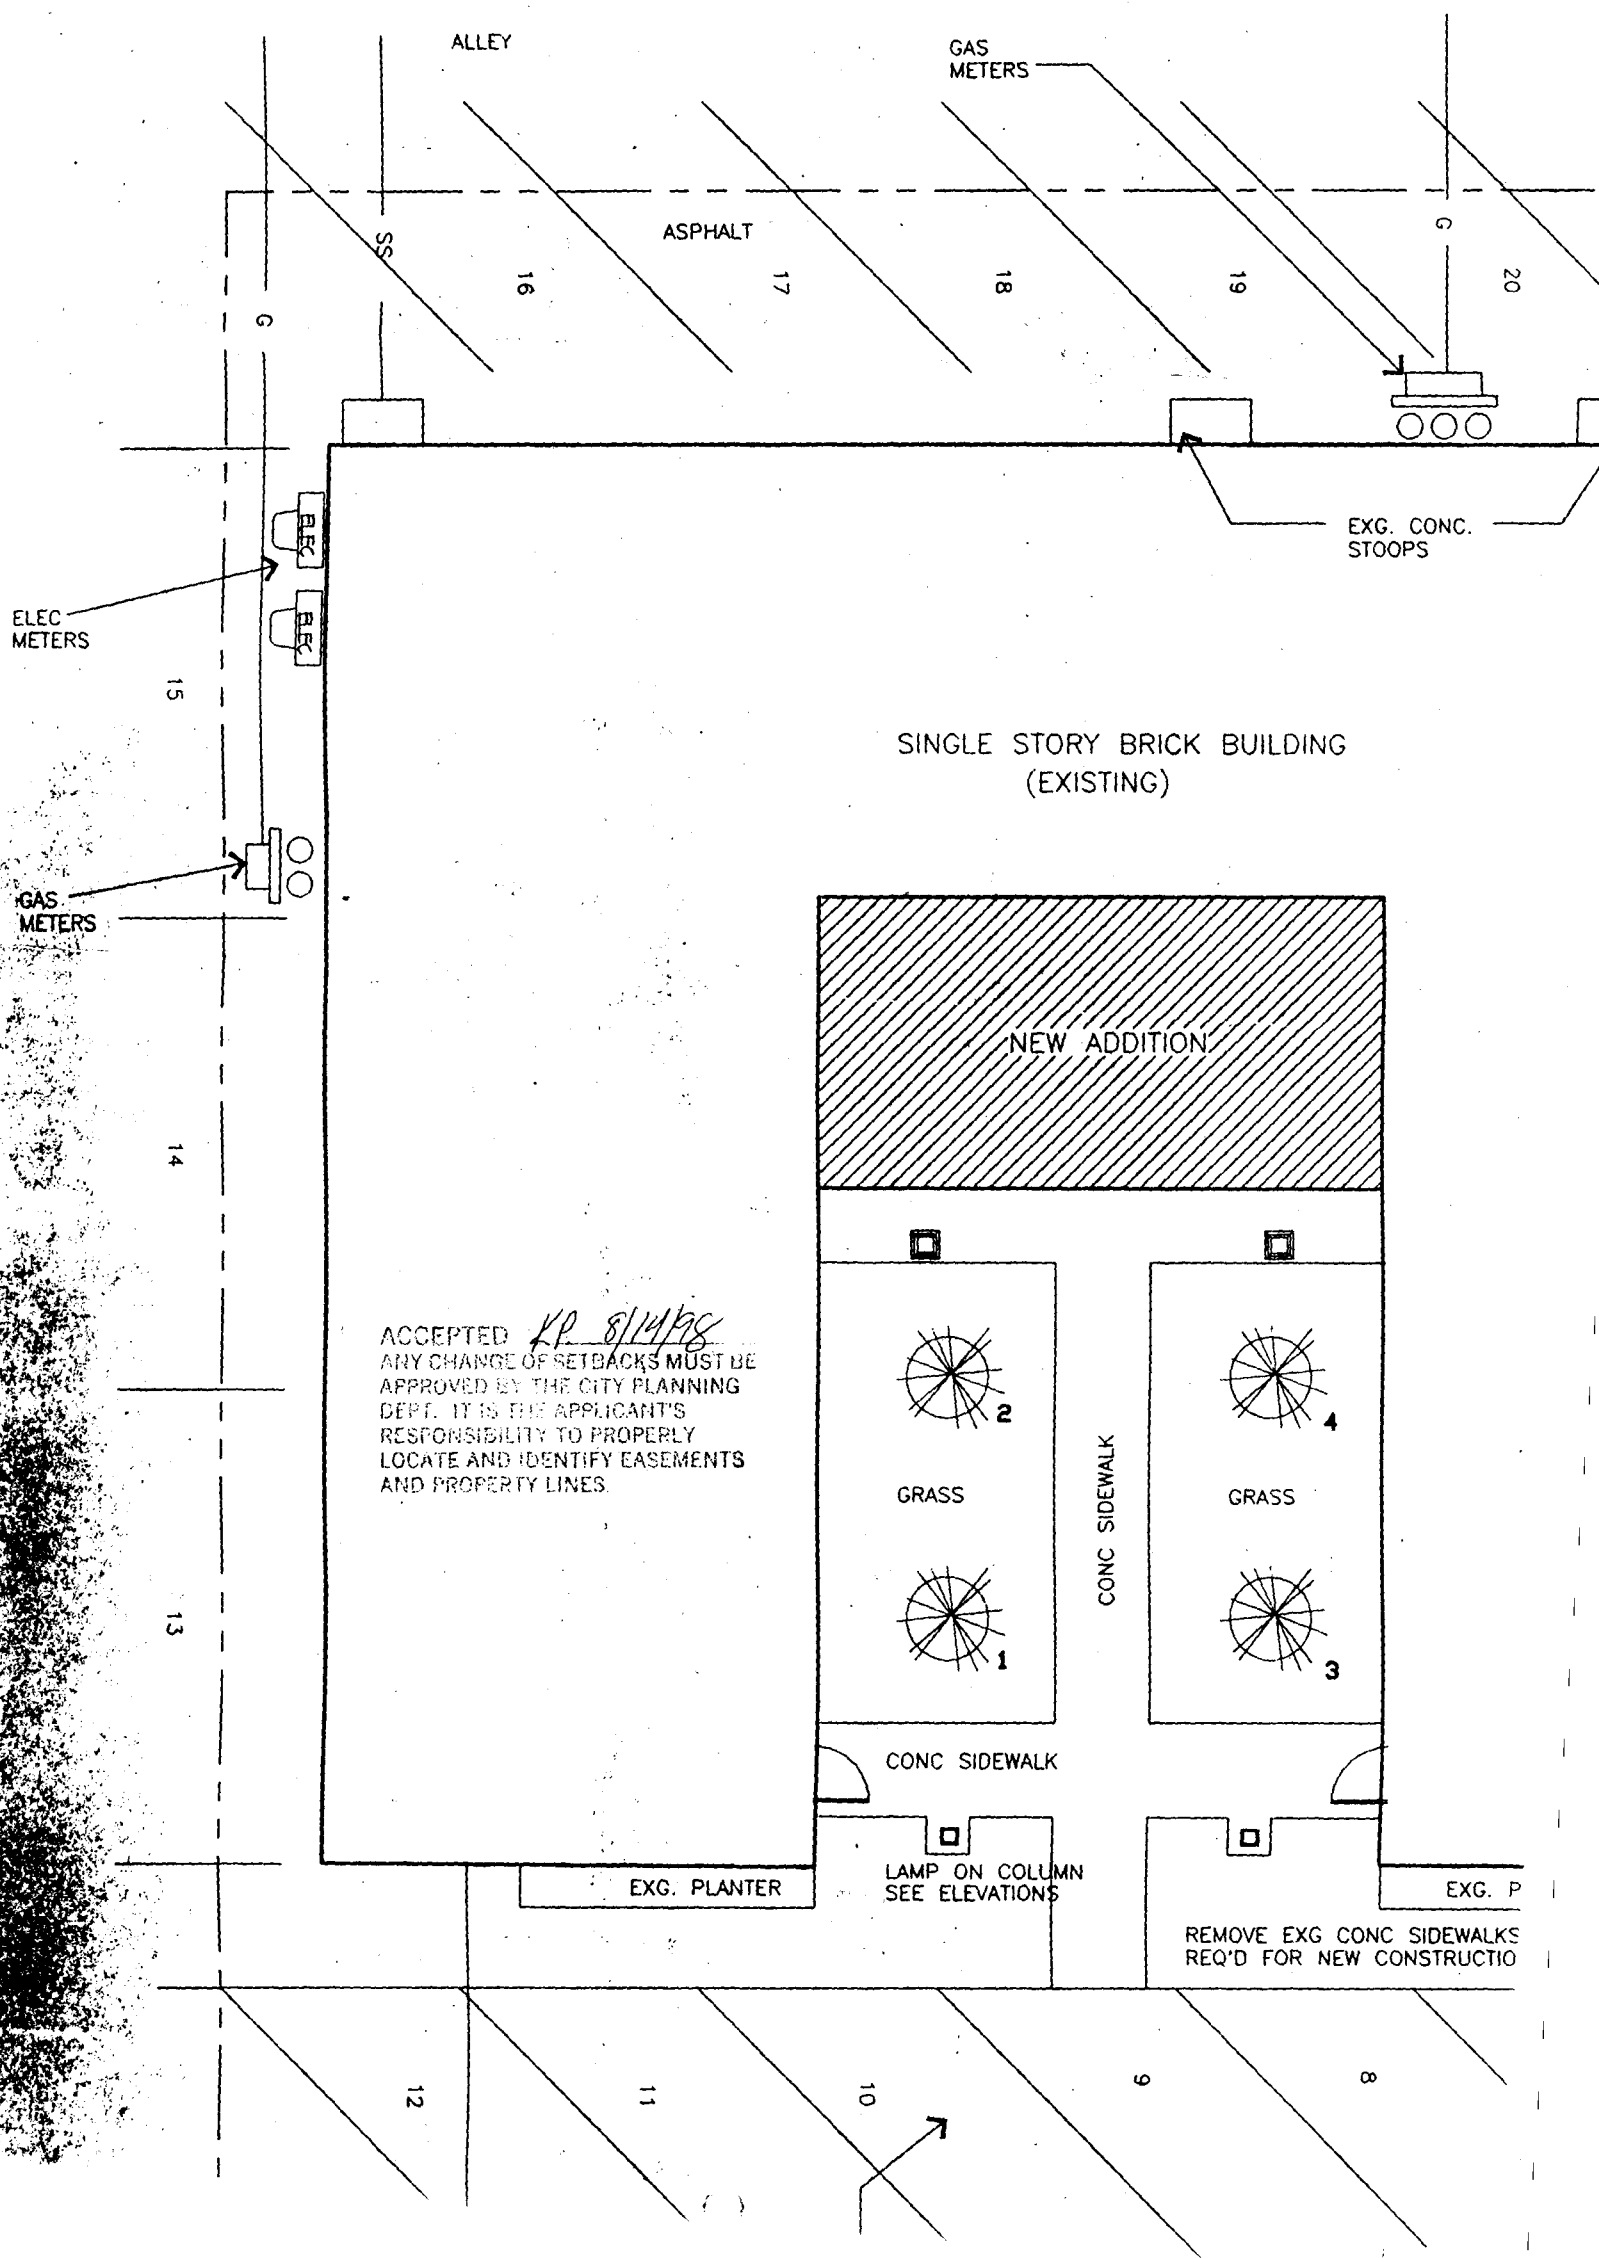 ALLEY
GAS
METERS
ASPHALT
SS
G
G
16
17
18
19
20
EXG. CONC.
STOOPS
ELEC
ELEC
ELEC
METERS
15
SINGLE STORY BRICK BUILDING
(EXISTING)
GAS
METERS
NEW ADDITION
14
ACCEPTED KP 8/14/98
ANY CHANGE OF SETBACKS MUST BE
APPROVED BY THE CITY PLANNING
DEPT. IT IS THE APPLICANT'S
RESPONSIBILITY TO PROPERLY
LOCATE AND IDENTIFY EASEMENTS
AND PROPERTY LINES.
2
4
GRASS
CONC SIDEWALK
GRASS
13
1
3
CONC SIDEWALK
LAMP ON COLUMN
SEE ELEVATIONS
EXG. PLANTER
EXG. P
REMOVE EXG CONC SIDEWALKS
REQ'D FOR NEW CONSTRUCTIO
12
11
10
9
8